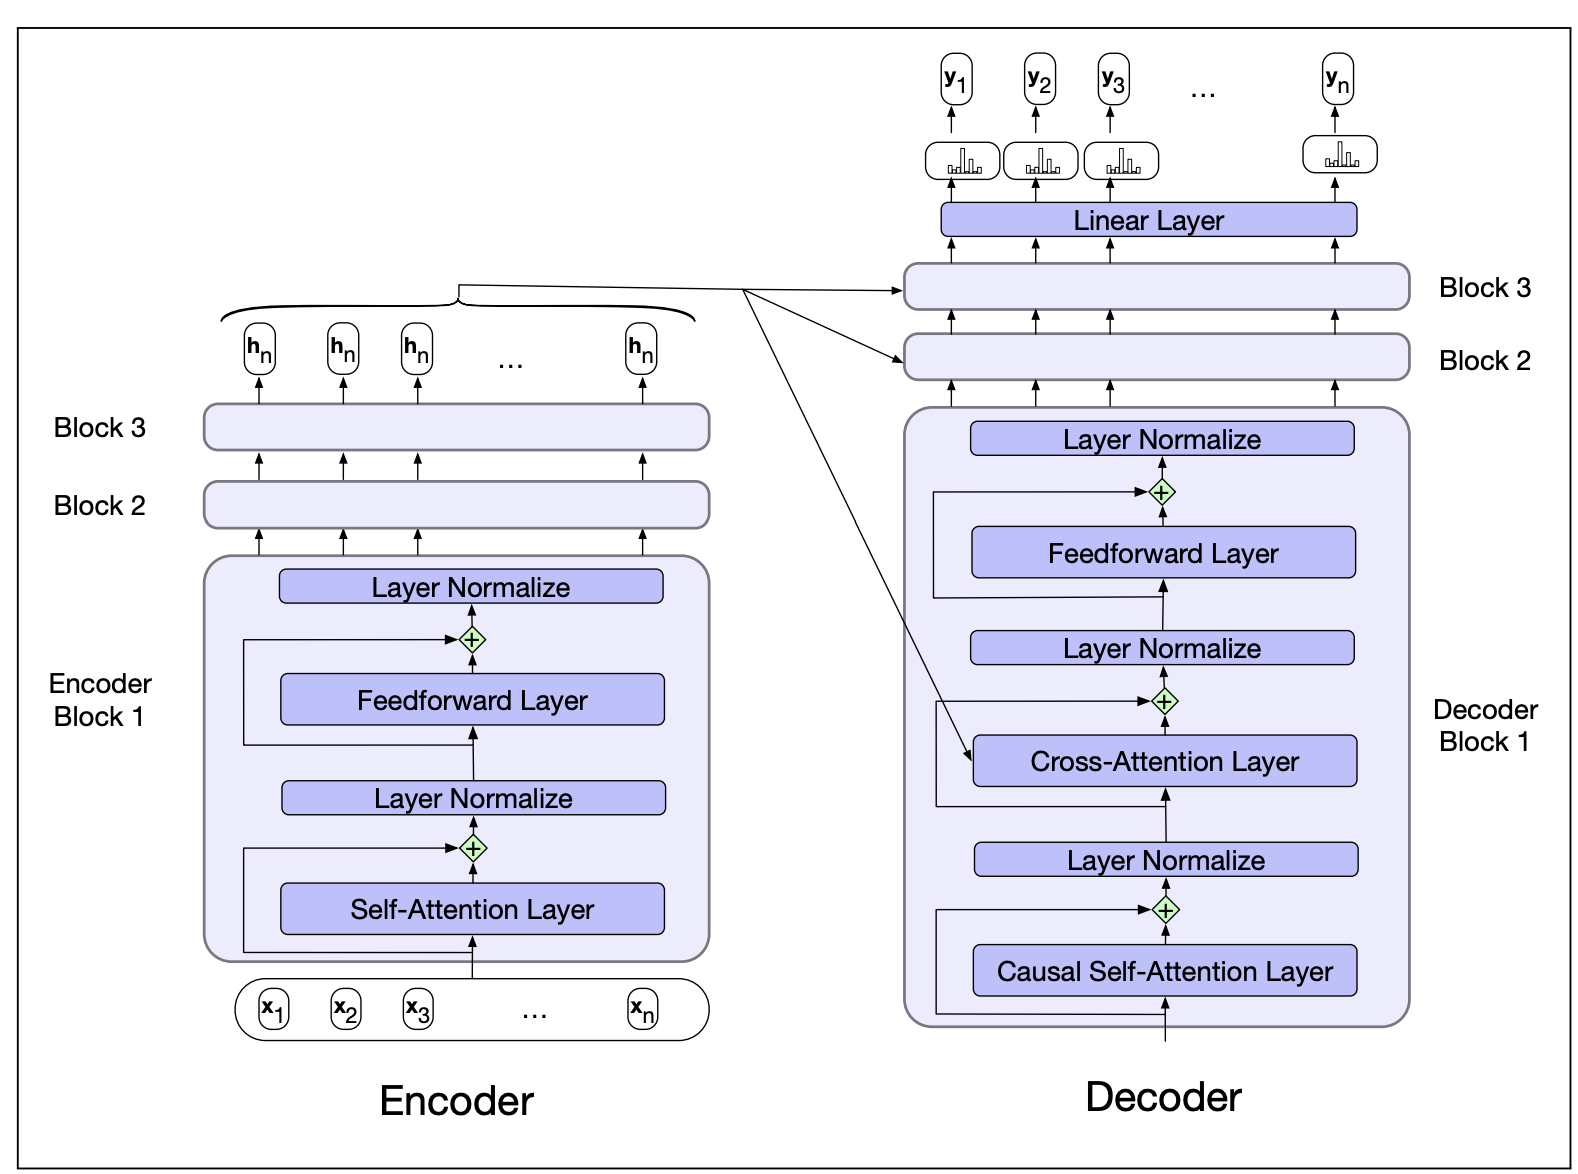 y1 y2 y3 ... yn
Linear Layer
Block 3
Block 2
Layer Normalize
Feedforward Layer
Layer Normalize
Cross-Attention Layer
Layer Normalize
Causal Self-Attention Layer
Decoder
Block 1
Decoder
hn hn hn ... hn
Block 3
Block 2
Layer Normalize
Feedforward Layer
Layer Normalize
Self-Attention Layer
Encoder
Block 1
x1 x2 x3 ... xn
Encoder